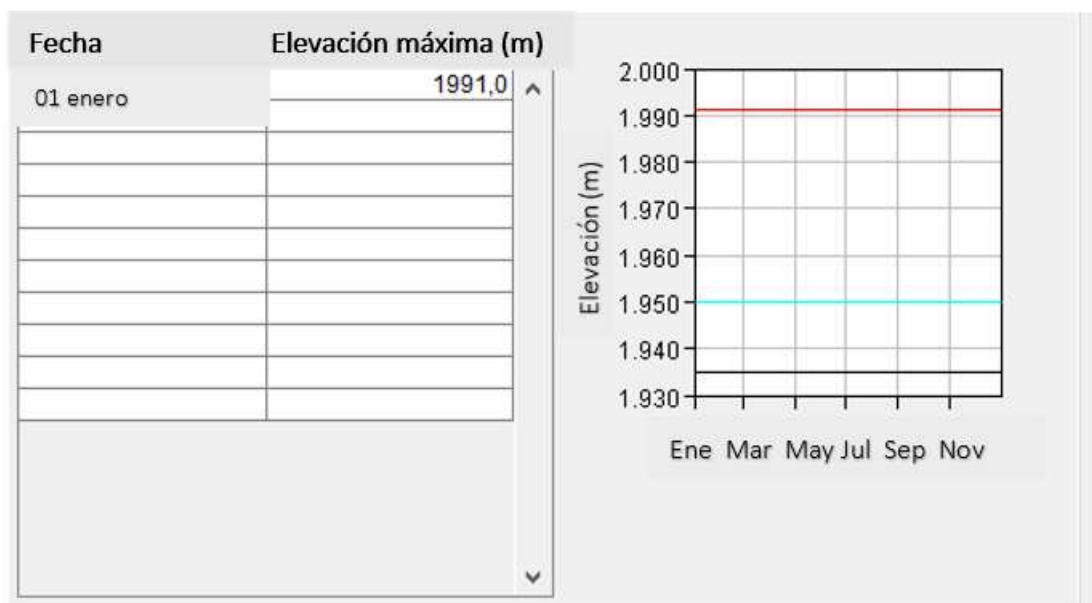 Fecha Elevación máxima (m)
01 enero 1991,0
Elevación (m)
2.000
1.990
1.980
1.970
1.960
1.950
1.940
1.930
Ene Mar May Jul Sep Nov